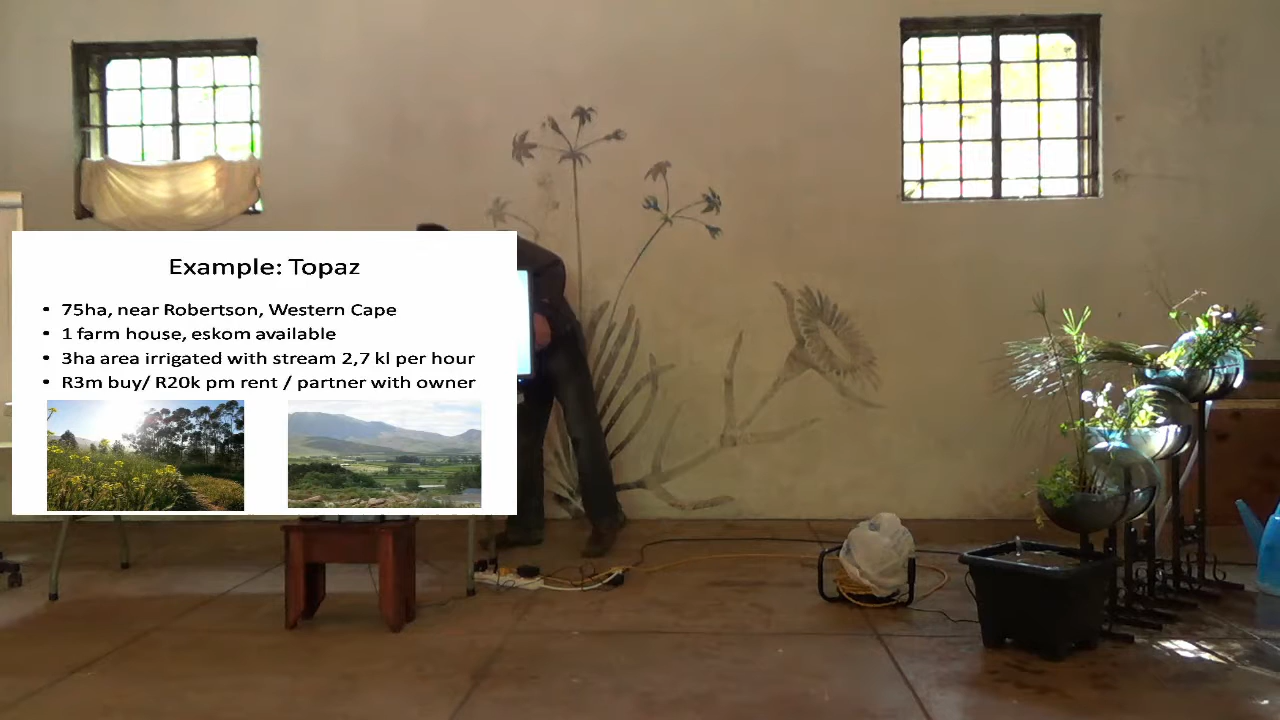 Example: Topaz
• 75ha, near Robertson, Western Cape
• 1 farm house, eskom available
• 3ha area irrigated with stream 2,7 kl per hour
• R3m buy/ R20k pm rent / partner with owner